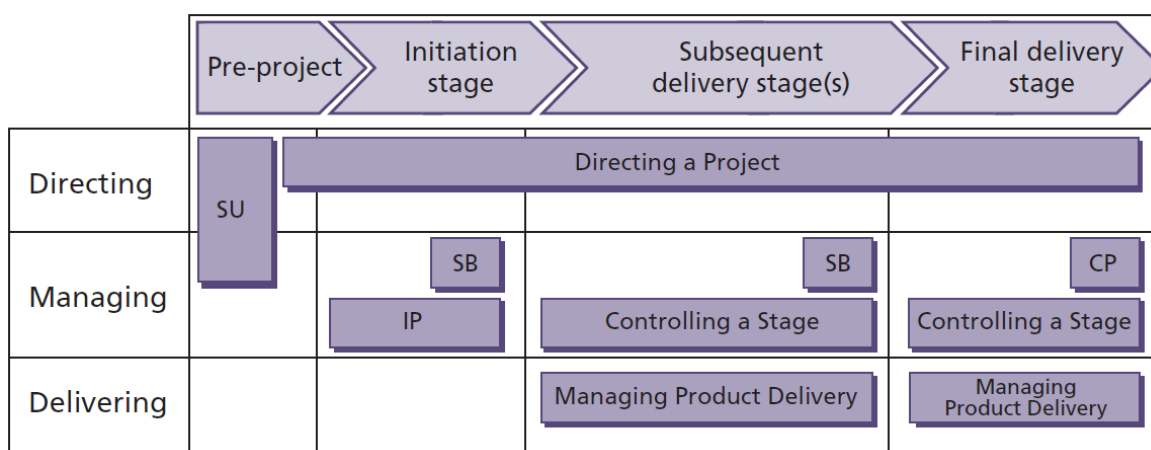 Pre-project
Initiation
stage
Subsequent
delivery stage(s)
Final delivery
stage
Directing
SU
Directing a Project
Managing
SB
SB
CP
IP
Controlling a Stage
Controlling a Stage
Delivering
Managing Product Delivery
Managing
Product Delivery